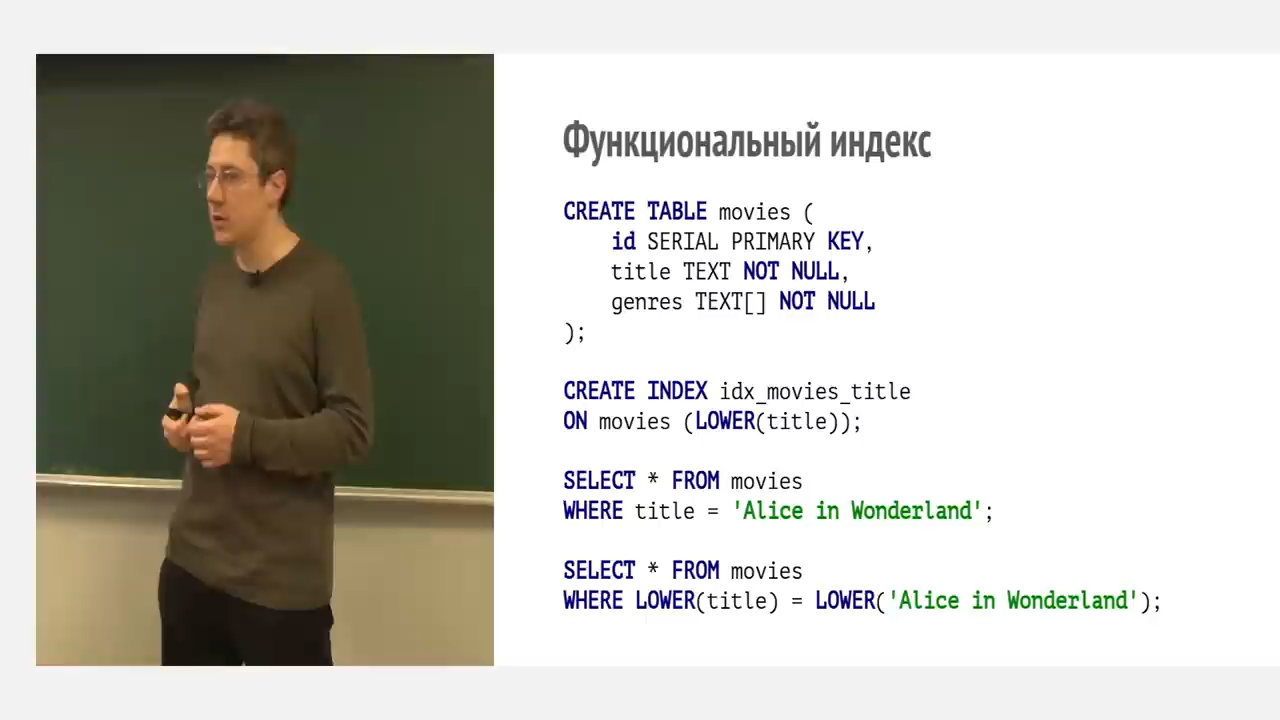 Функциональный индекс
CREATE TABLE movies (
    id SERIAL PRIMARY KEY,
    title TEXT NOT NULL,
    genres TEXT[] NOT NULL
);
CREATE INDEX idx_movies_title
ON movies (LOWER(title));
SELECT * FROM movies
WHERE title = 'Alice in Wonderland';
SELECT * FROM movies
WHERE LOWER(title) = LOWER('Alice in Wonderland');